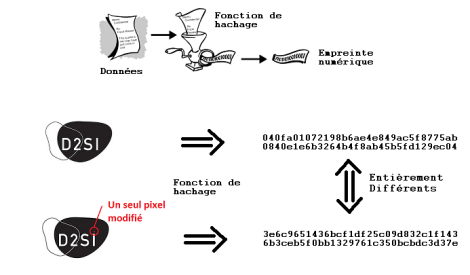 Fonction de
hachage
Données
Empreinte
numérique
D2SI
040fa01072198b6ae4e849ac5f8775ab
0840e1e6b3264b4f8ab45b5fd129ec04
Fonction de
hachage
Entièrement
Différents
Un seul pixel
modifié
D2SI
3e6c9651436bcf1df25c09d832c1f143
6b3ceb5f0bb1329761c350bcbdc3d37e